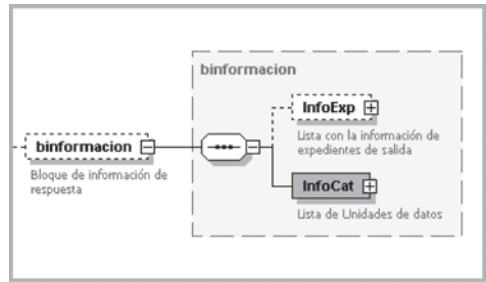 binformacion
InfoExp
Lista con la información de
expedientes de salida
binformacion
Bloque de información de
respuesta
InfoCat
Lista de Unidades de datos